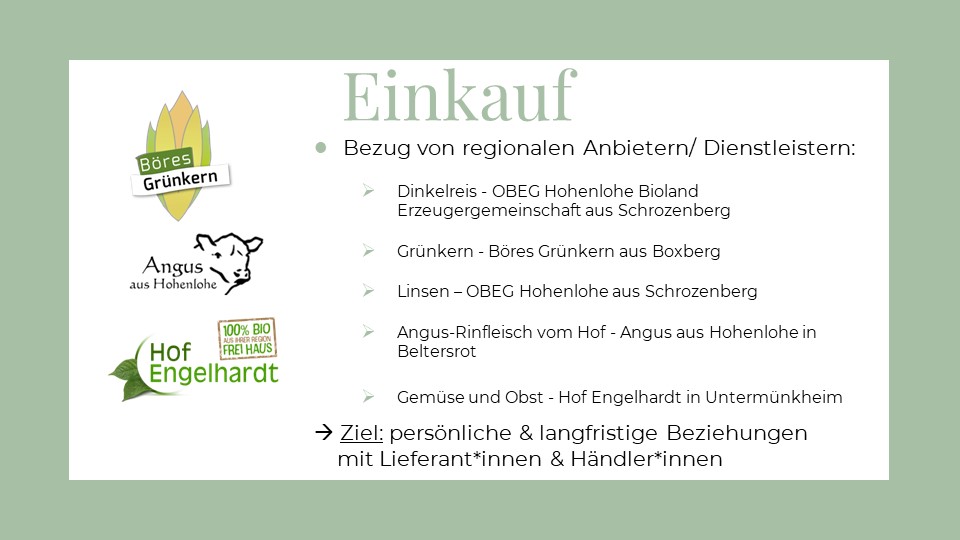 Einkauf
Bezug von regionalen Anbietern/ Dienstleistern:
Dinkelreis - OBEG Hohenlohe Bioland
Erzeugergemeinschaft aus Schrozenberg
Grünkern - Böres Grünkern aus Boxberg
Linsen – OBEG Hohenlohe aus Schrozenberg
Angus-Rinfleisch vom Hof - Angus aus Hohenlohe in
Beltersrot
Gemüse und Obst - Hof Engelhardt in Untermünkheim
→ Ziel: persönliche & langfristige Beziehungen
mit Lieferant*innen & Händler*innen
Böres
Grünkern
Angus
aus Hohenlohe
100% BIO
AUS IHRER REGION
FREI HAUS
Hof
Engelhardt